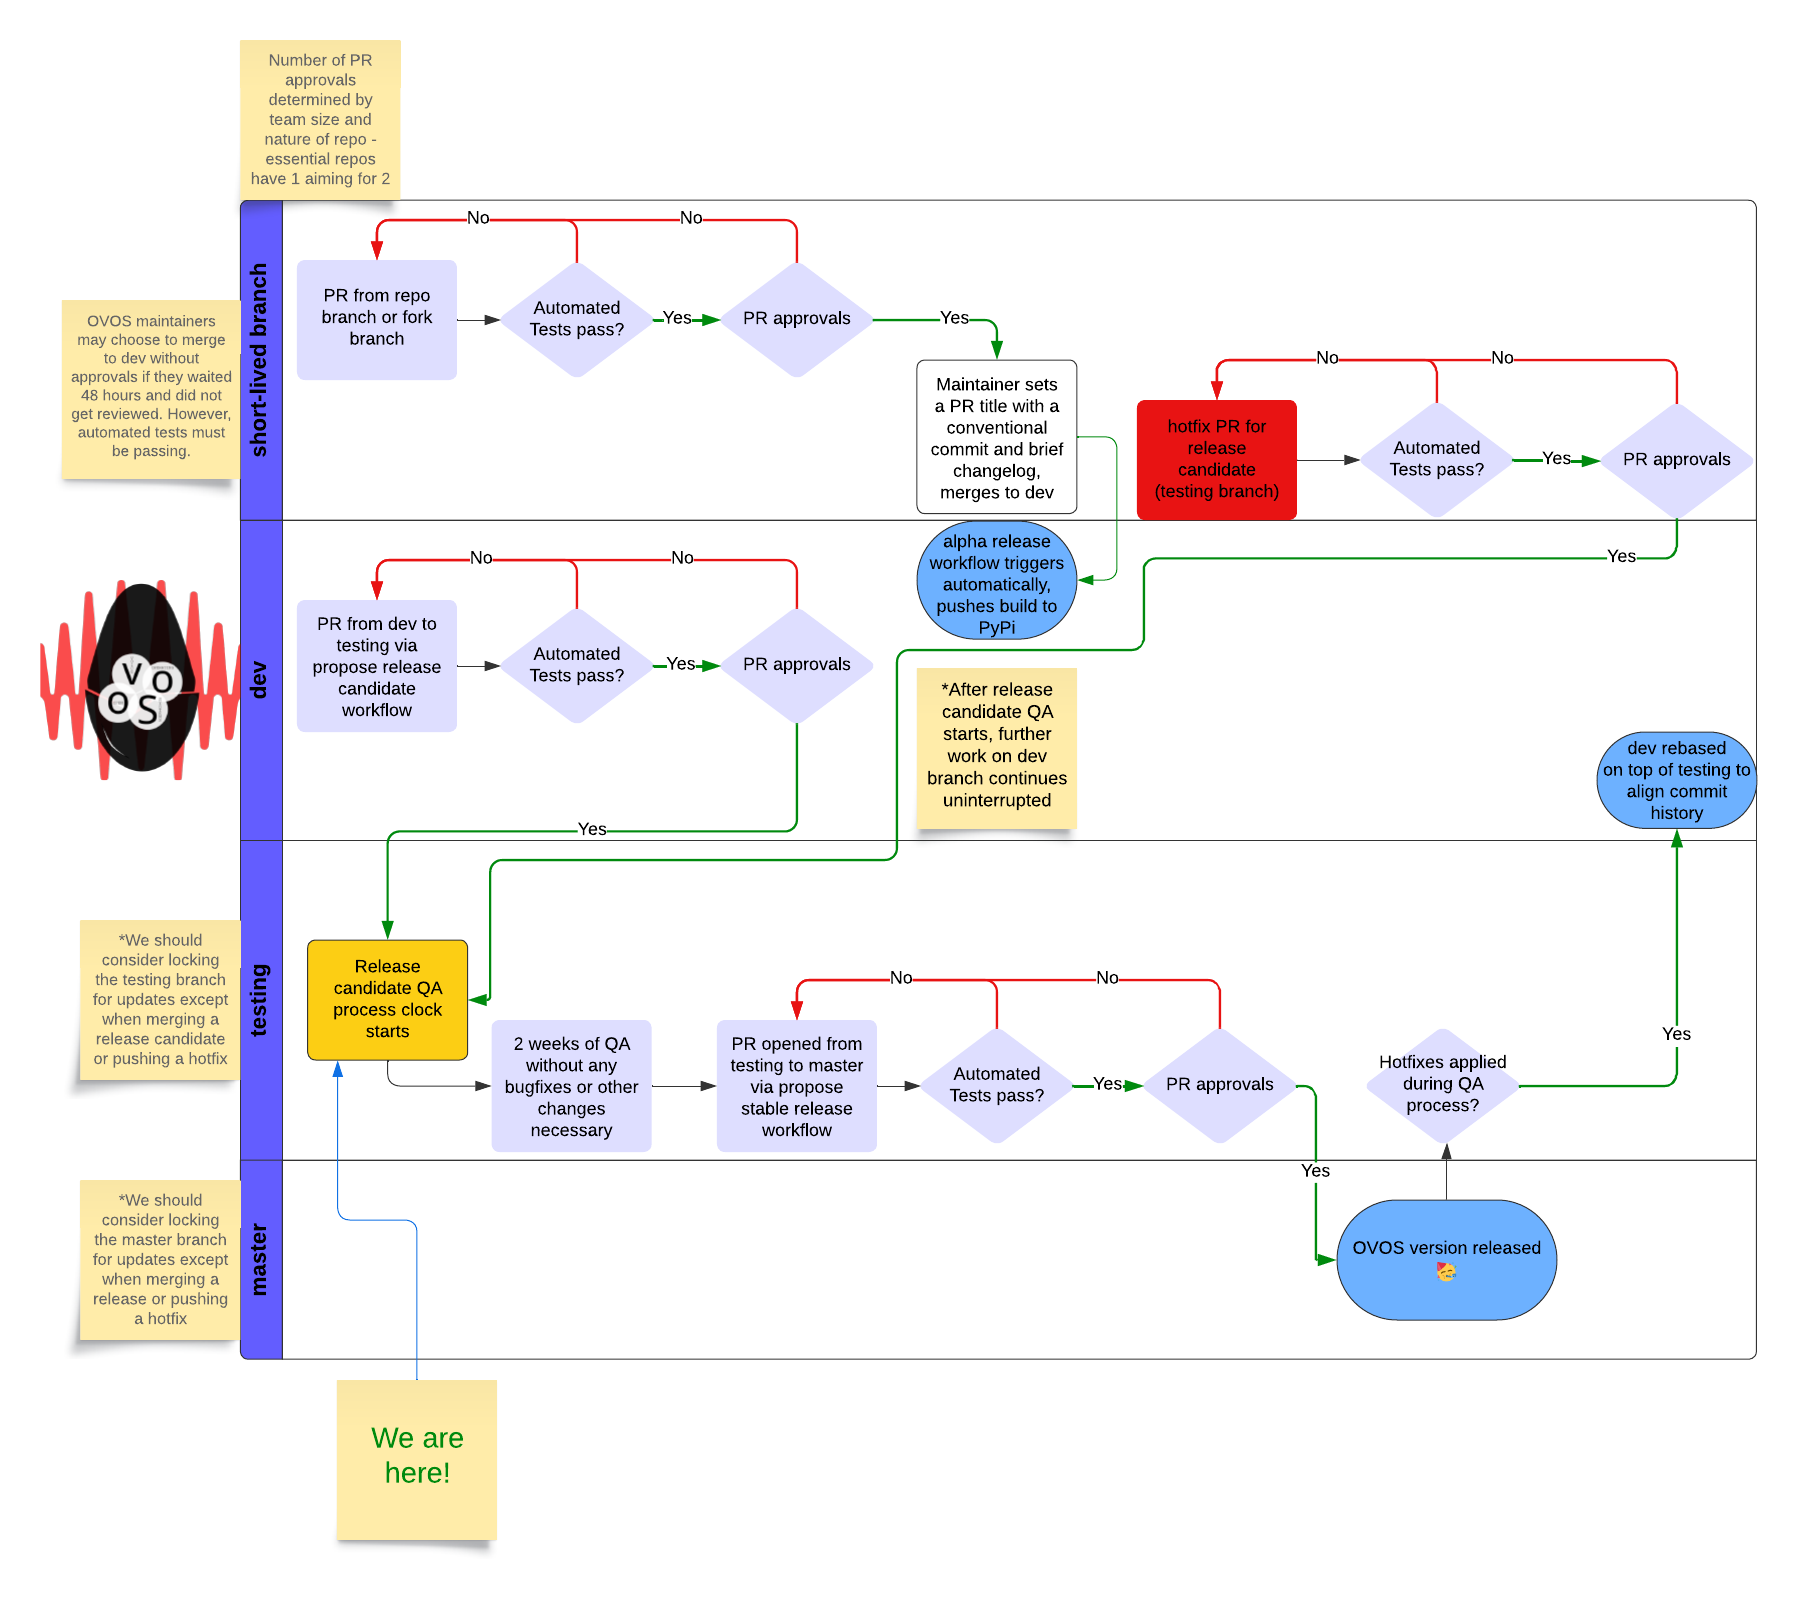 Number of PR
approvals
determined by
team size and
nature of repo -
essential repos
have 1 aiming for 2
short-lived branch
No
No
PR from repo
branch or fork
branch
Automated
Tests pass?
Yes
PR approvals
Yes
OVOS maintainers
may choose to merge
to dev without
approvals if they waited
48 hours and did not
get reviewed. However,
automated tests must
be passing.
Maintainer sets
a PR title with a
conventional
commit and brief
changelog,
merges to dev
No
No
hotfix PR for
release
candidate
(testing branch)
Automated
Tests pass?
Yes
PR approvals
Yes
dev
No
No
PR from dev to
testing via
propose release
candidate
workflow
Automated
Tests pass?
Yes
PR approvals
Yes
alpha release
workflow triggers
automatically,
pushes build to
PyPi
*After release
candidate QA
starts, further
work on dev
branch continues
uninterrupted
dev rebased
on top of testing to
align commit
history
V
O
O
S
testing
*We should
consider locking
the testing branch
for updates except
when merging a
release candidate
or pushing a hotfix
Release
candidate QA
process clock
starts
2 weeks of QA
without any
bugfixes or other
changes
necessary
No
No
PR opened from
testing to master
via propose
stable release
workflow
Automated
Tests pass?
Yes
PR approvals
Yes
Hotfixes applied
during QA
process?
Yes
master
*We should
consider locking
the master branch
for updates except
when merging a
release or pushing
a hotfix
OVOS version released
🥳
We are
here!